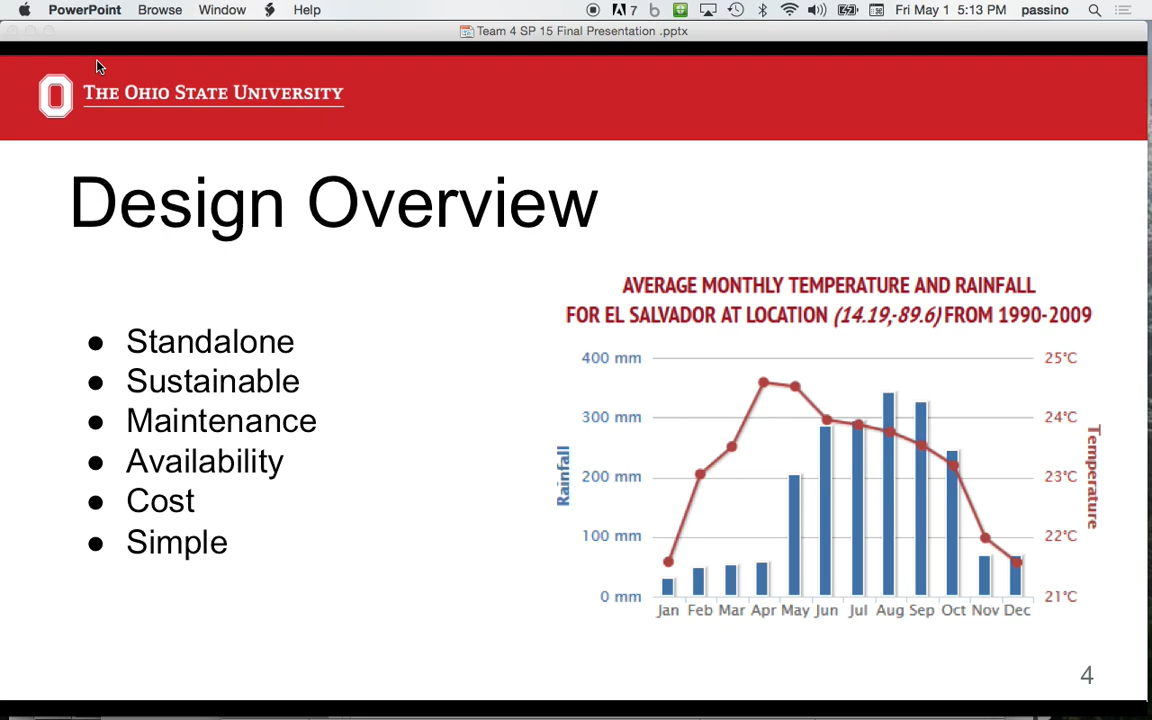 PowerPoint Browse Window Help 7 Fri May 1 5:13 PM passino
Team 4 SP 15 Final Presentation .pptx
THE OHIO STATE UNIVERSITY
Design Overview
● Standalone
● Sustainable
● Maintenance
● Availability
● Cost
● Simple
AVERAGE MONTHLY TEMPERATURE AND RAINFALL
FOR EL SALVADOR AT LOCATION (14.19,-89.6) FROM 1990-2009
400 mm 25°C
300 mm 24°C
200 mm 23°C
100 mm 22°C
0 mm 21°C
Rainfall
Temperature
Jan Feb Mar Apr May Jun Jul Aug Sep Oct Nov Dec
4